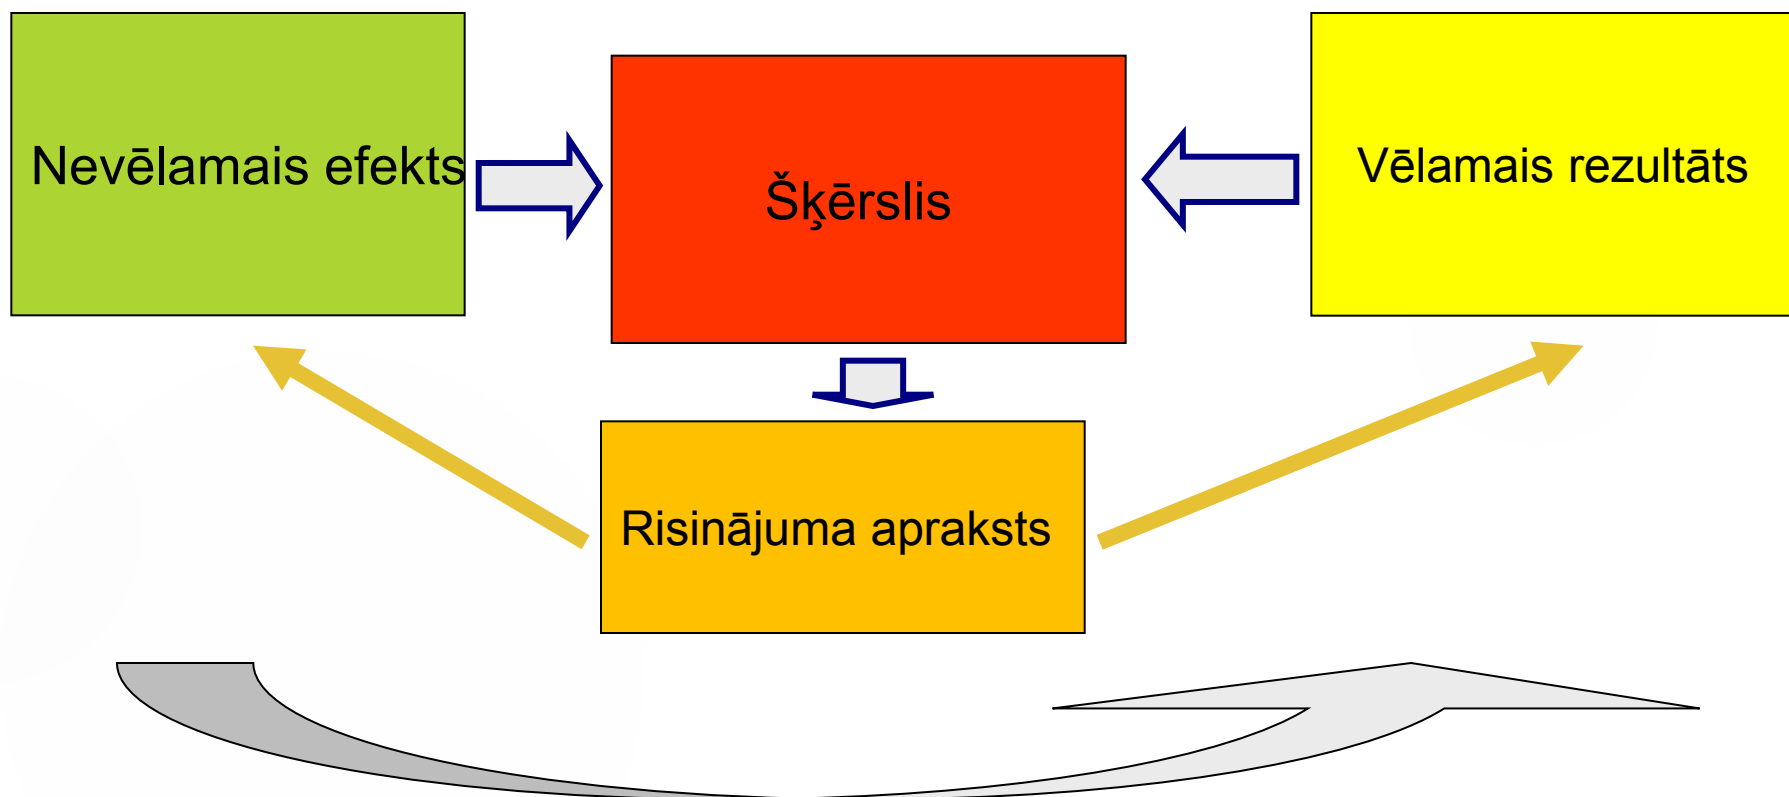 Nevēlamais efekts
Šķērslis
Vēlamais rezultāts
Risinājuma apraksts